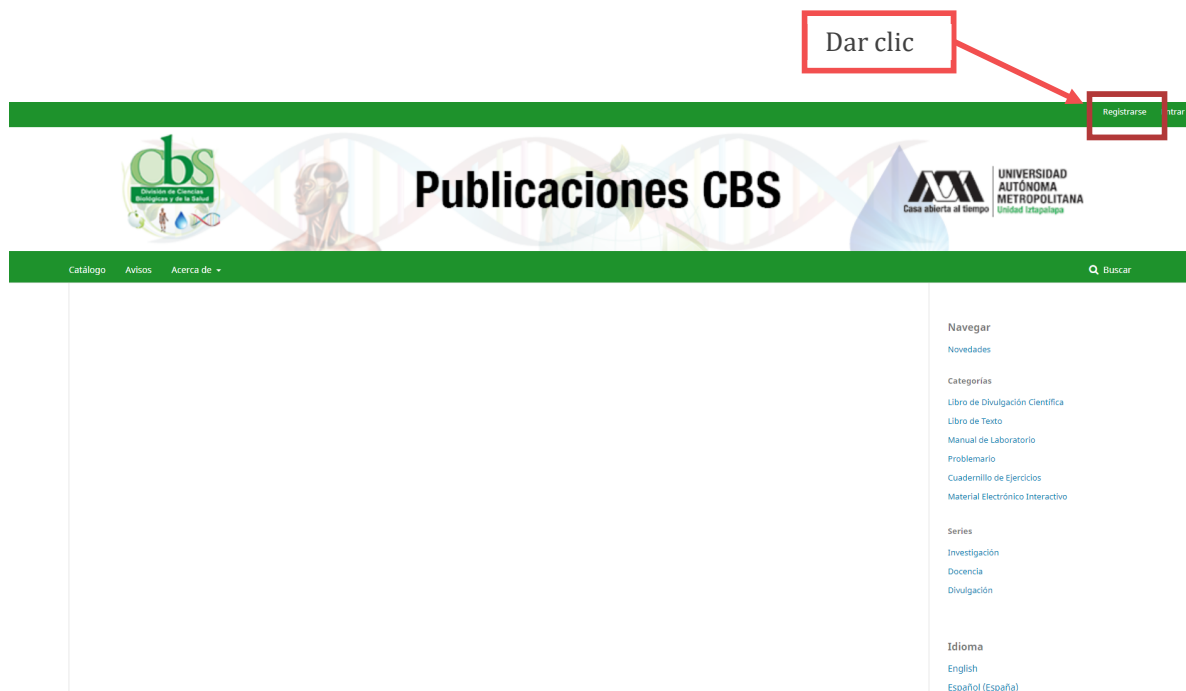 Dar clic
Registrarse Entrar
cbs
División de Ciencias
Biológicas y de la Salud
Publicaciones CBS
Casa abierta al tiempo
UNIVERSIDAD
AUTÓNOMA
METROPOLITANA
Unidad Iztapalapa
Catálogo Avisos Acerca de
Buscar
Navegar
Novedades
Categorías
Libro de Divulgación Científica
Libro de Texto
Manual de Laboratorio
Problemario
Cuadernillo de Ejercicios
Material Electrónico Interactivo
Series
Investigación
Docencia
Divulgación
Idioma
English
Español (España)